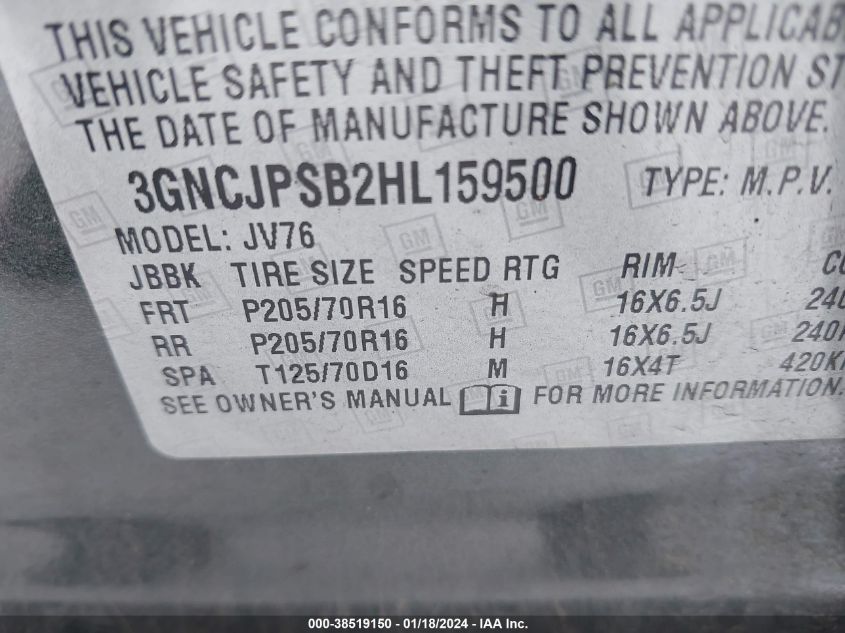 THIS VEHICLE CONFORMS TO ALL
VEHICLE SAFETY AND THEFT PREVENTION
THE DATE OF MANUFACTURE SHOWN ABOVE.
3GNCJPSB2HL159500 TYPE: M.P.V.
MODEL: JV76
JBBK TIRE SIZE SPEED RTG RIM
FRT P205/70R16 H 16X6.5J
RR P205/70R16 H 16X6.5J
SPA T125/70D16 M 16X4T
SEE OWNER'S MANUAL i FOR MORE INFORMATION.
000-38519150 - 01/18/2024 - IAA Inc.